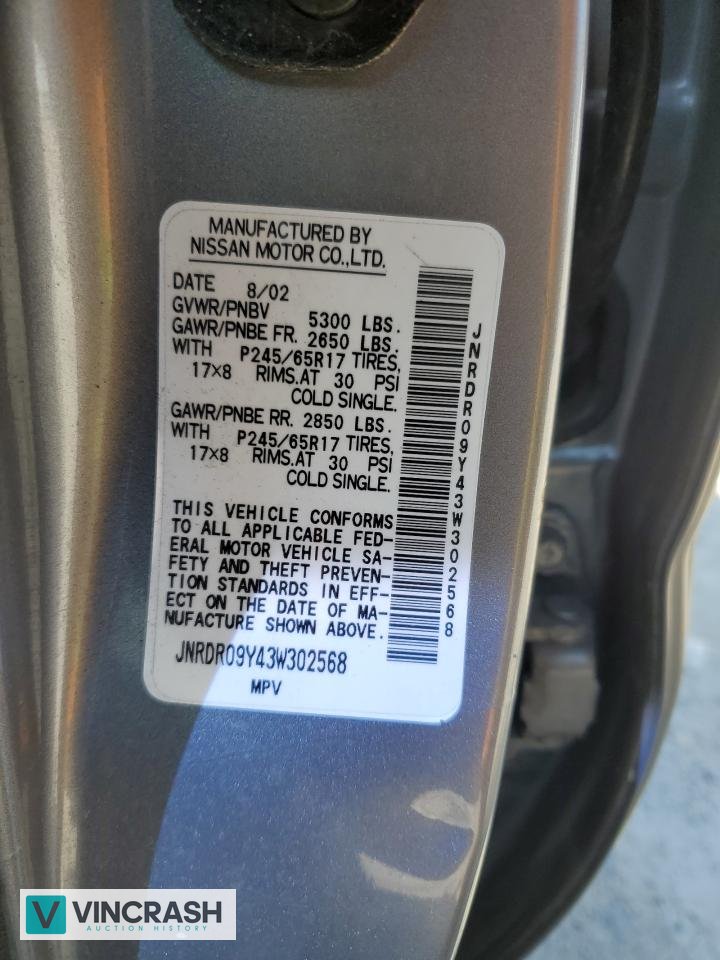 MANUFACTURED BY
NISSAN MOTOR CO.,LTD.
DATE 8/02
GVWR/PNBV 5300 LBS.
GAWR/PNBE FR. 2650 LBS.
WITH P245/65R17 TIRES,
17×8 RIMS.AT 30 PSI
COLD SINGLE.
GAWR/PNBE RR. 2850 LBS.
WITH P245/65R17 TIRES,
17×8 RIMS.AT 30 PSI
COLD SINGLE.
THIS VEHICLE CONFORMS
TO ALL APPLICABLE FED-
ERAL MOTOR VEHICLE SA-
FETY AND THEFT PREVEN-
TION STANDARDS IN EFF-
ECT ON THE DATE OF MA-
NUFACTURE SHOWN ABOVE.
JNRDR09Y43W302568
MPV
JNRDR09Y43W302568
V VINCRASH
AUCTION HISTORY